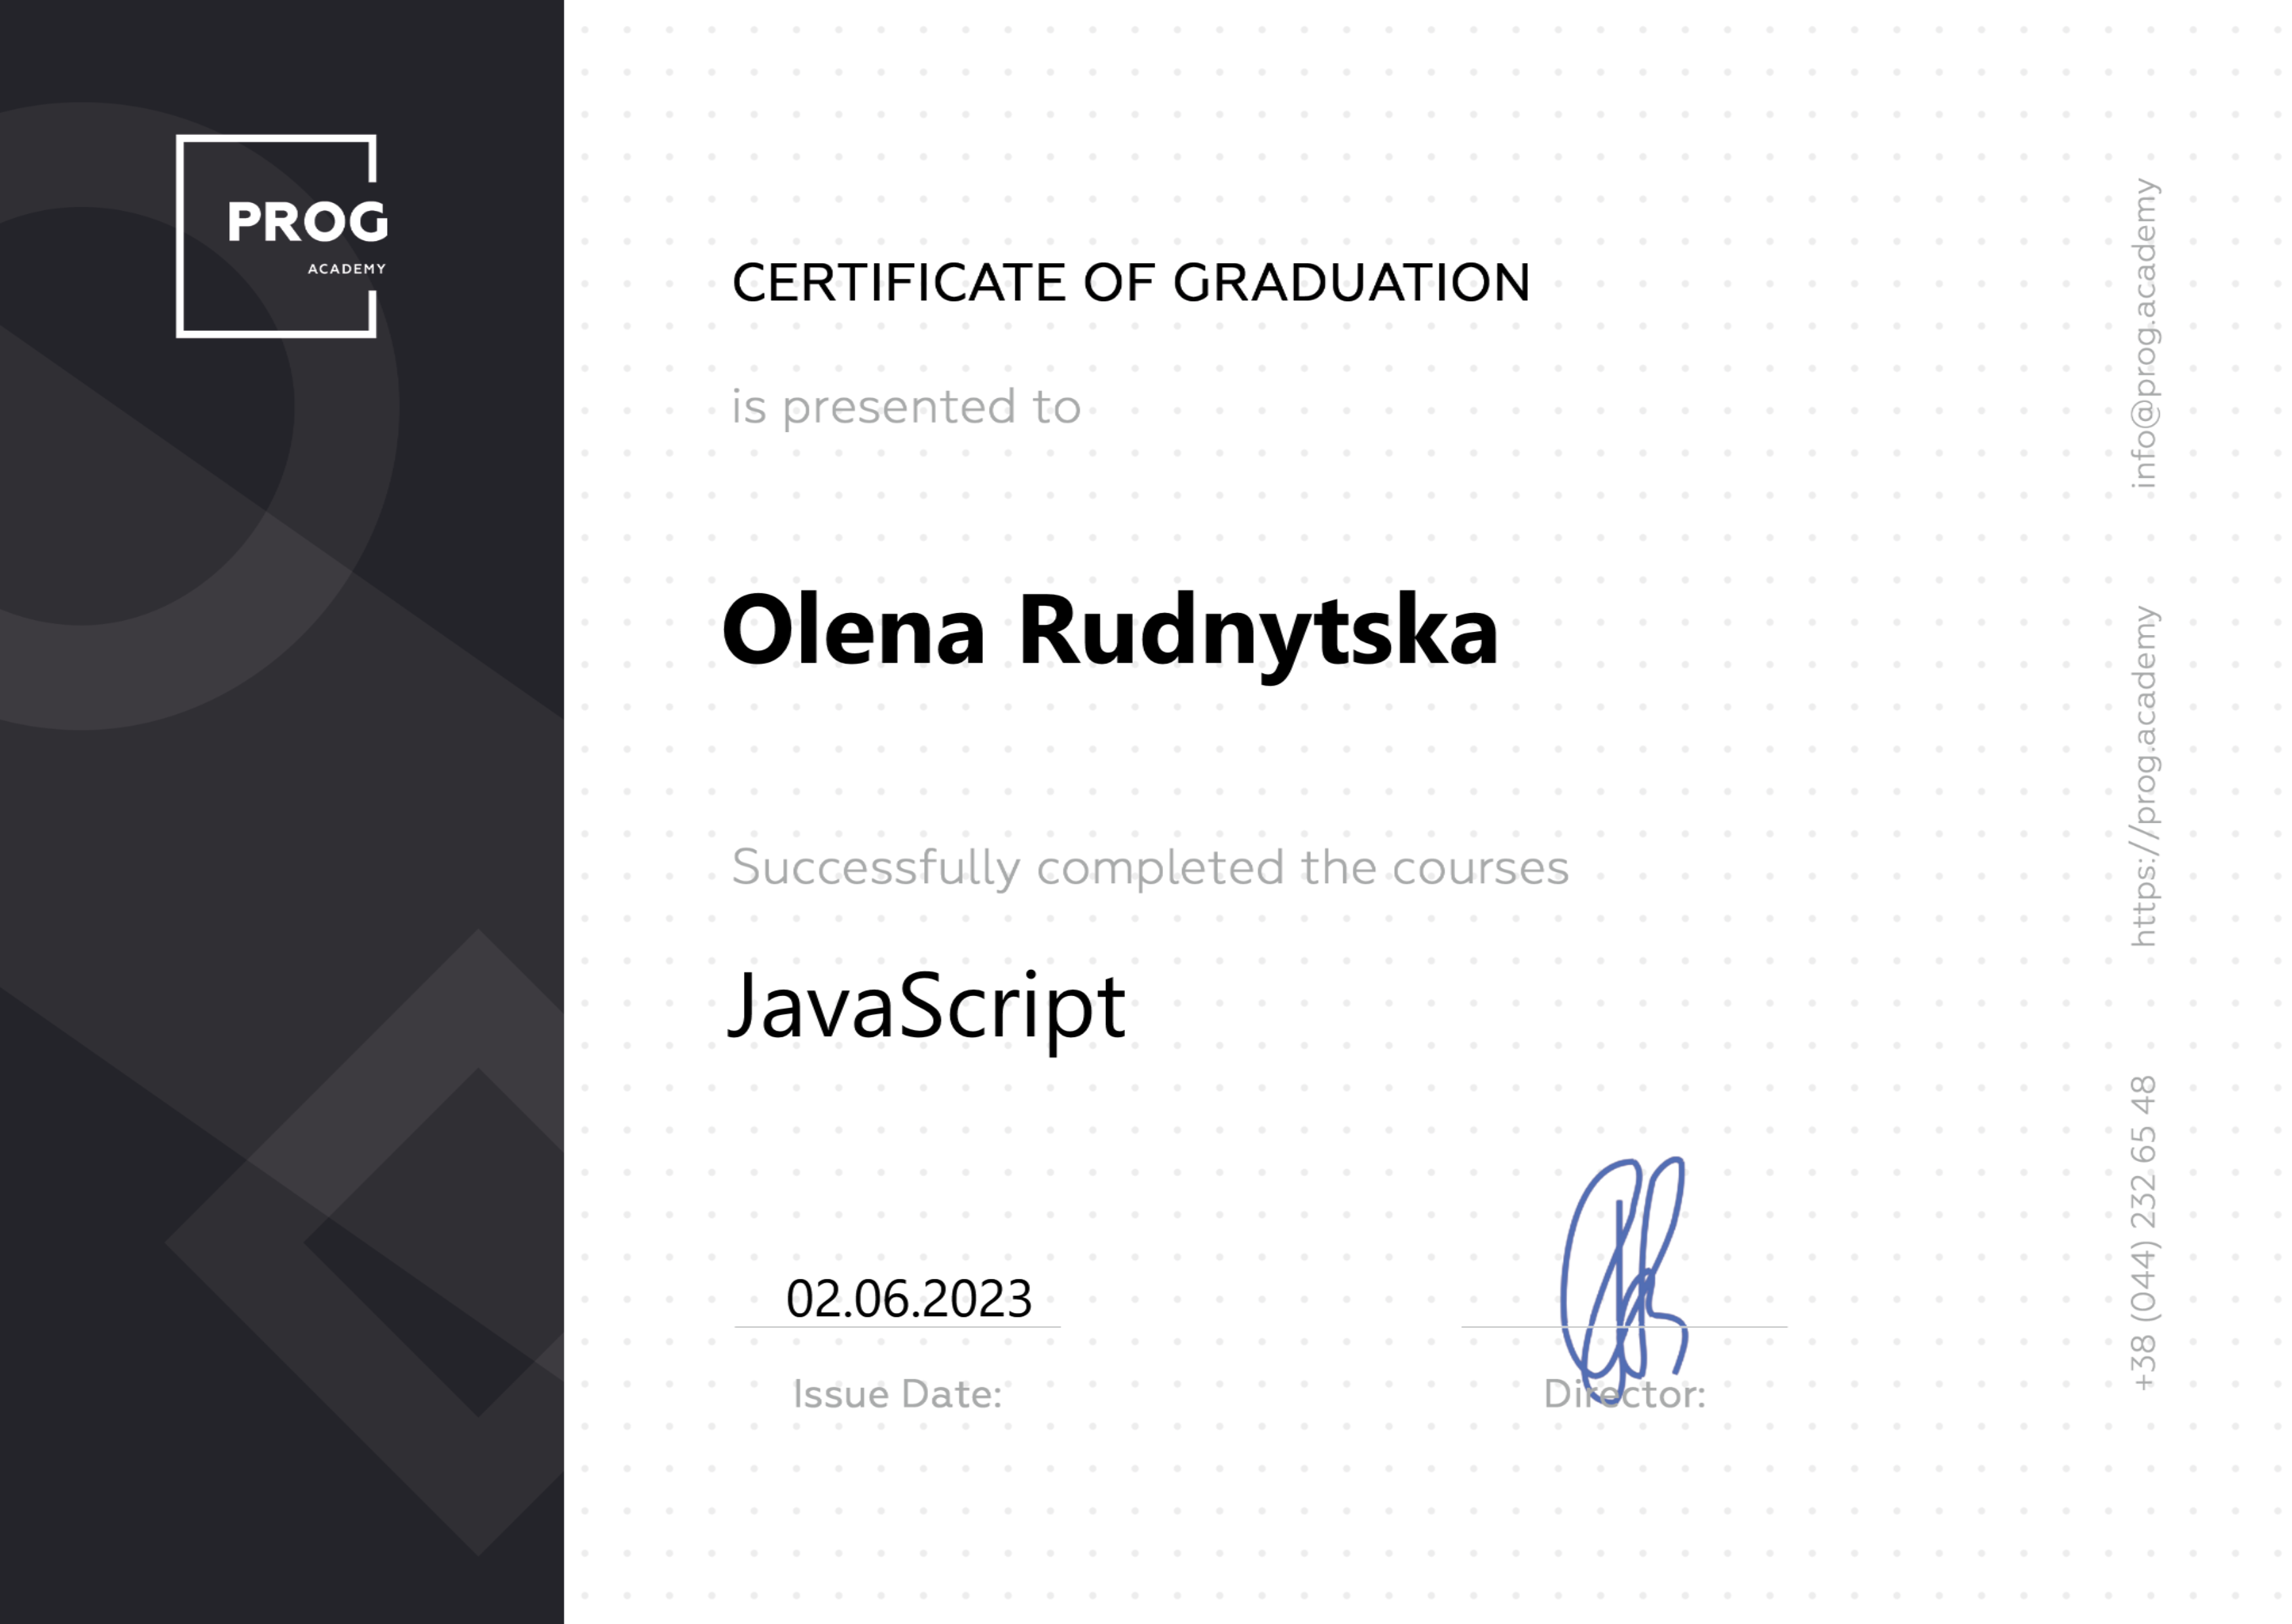 PROG
ACADEMY
CERTIFICATE OF GRADUATION
is presented to
Olena Rudnytska
Successfully completed the courses
JavaScript
02.06.2023
Issue Date:
Director:
info@prog.academy
https://prog.academy
+38 (044) 232 65 48